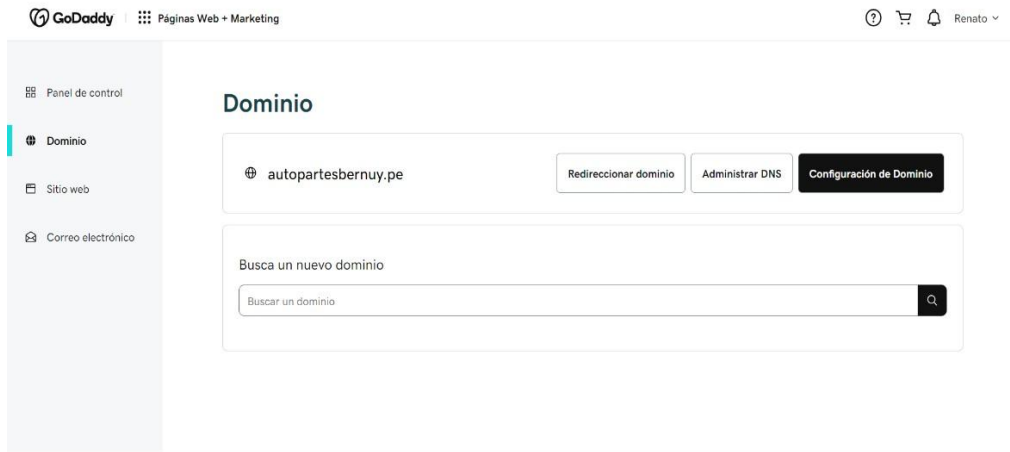 GoDaddy Páginas Web + Marketing Renato
Panel de control
Dominio
Sitio web
Correo electrónico
Dominio
autopartesbernuy.pe Redireccionar dominio Administrar DNS Configuración de Dominio
Busca un nuevo dominio
Buscar un dominio